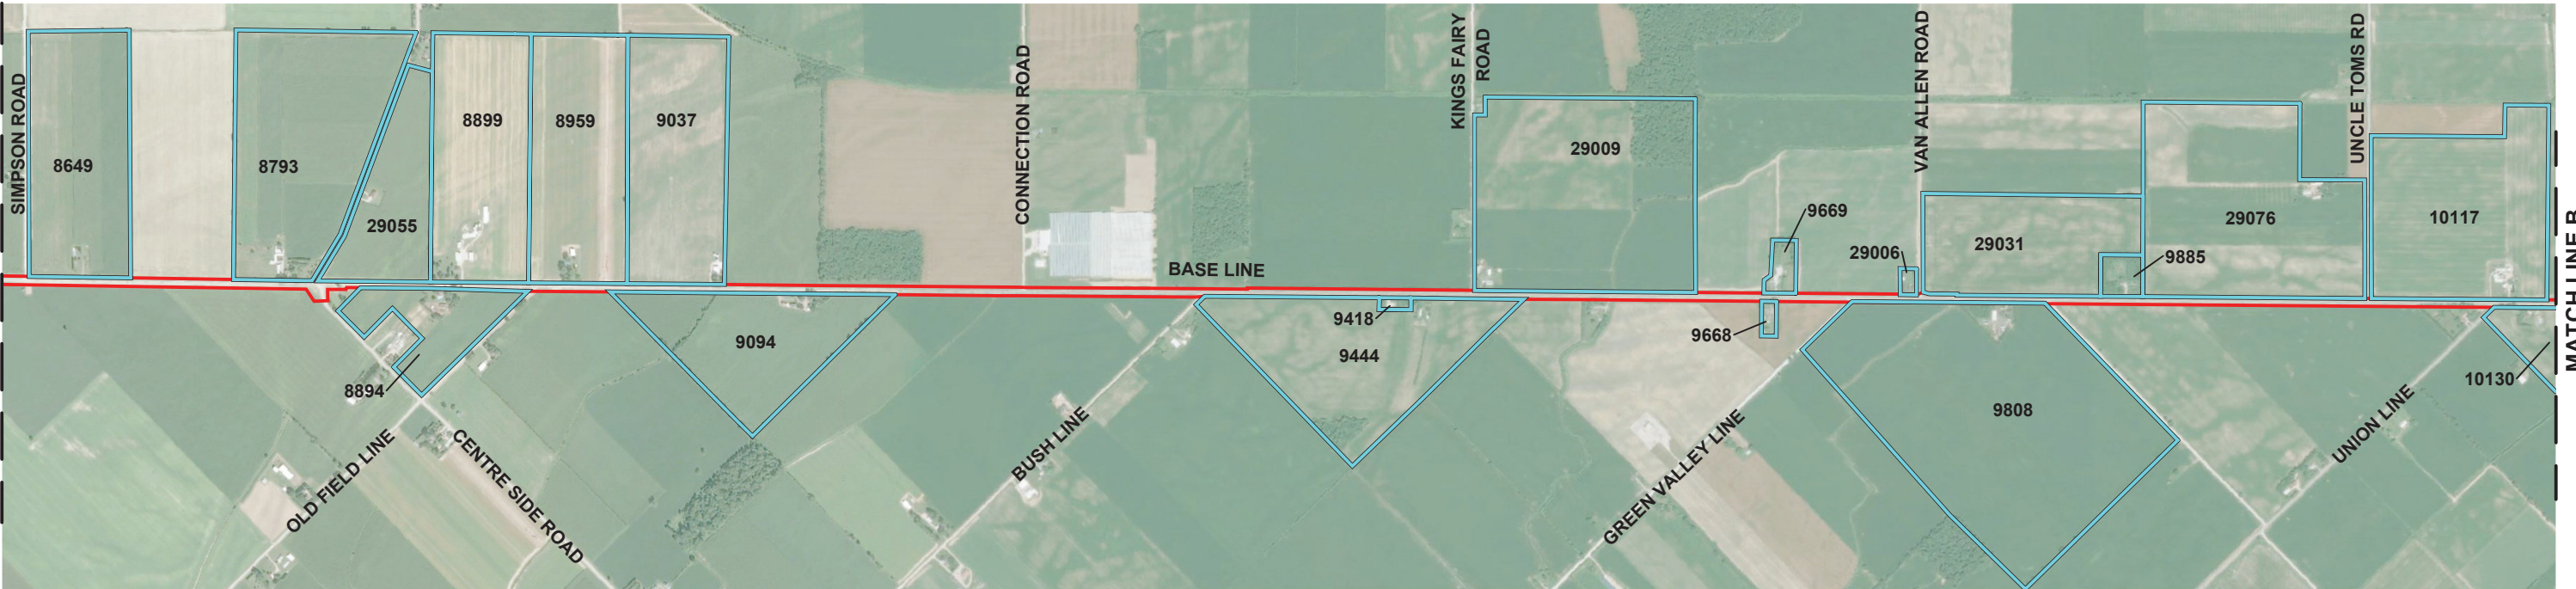 SIMPSON ROAD
8649
8793
29055
8899
8959
9037
CONNECTION ROAD
BASE LINE
KINGS FAIRY
ROAD
29009
9669
VAN ALLEN ROAD
29006
29031
9885
29076
UNCLE TOMS RD
10117
MATCH LINE B
8894
9094
9418
9444
9668
9808
10130
OLD FIELD LINE
CENTRE SIDE ROAD
BUSH LINE
GREEN VALLEY LINE
UNION LINE